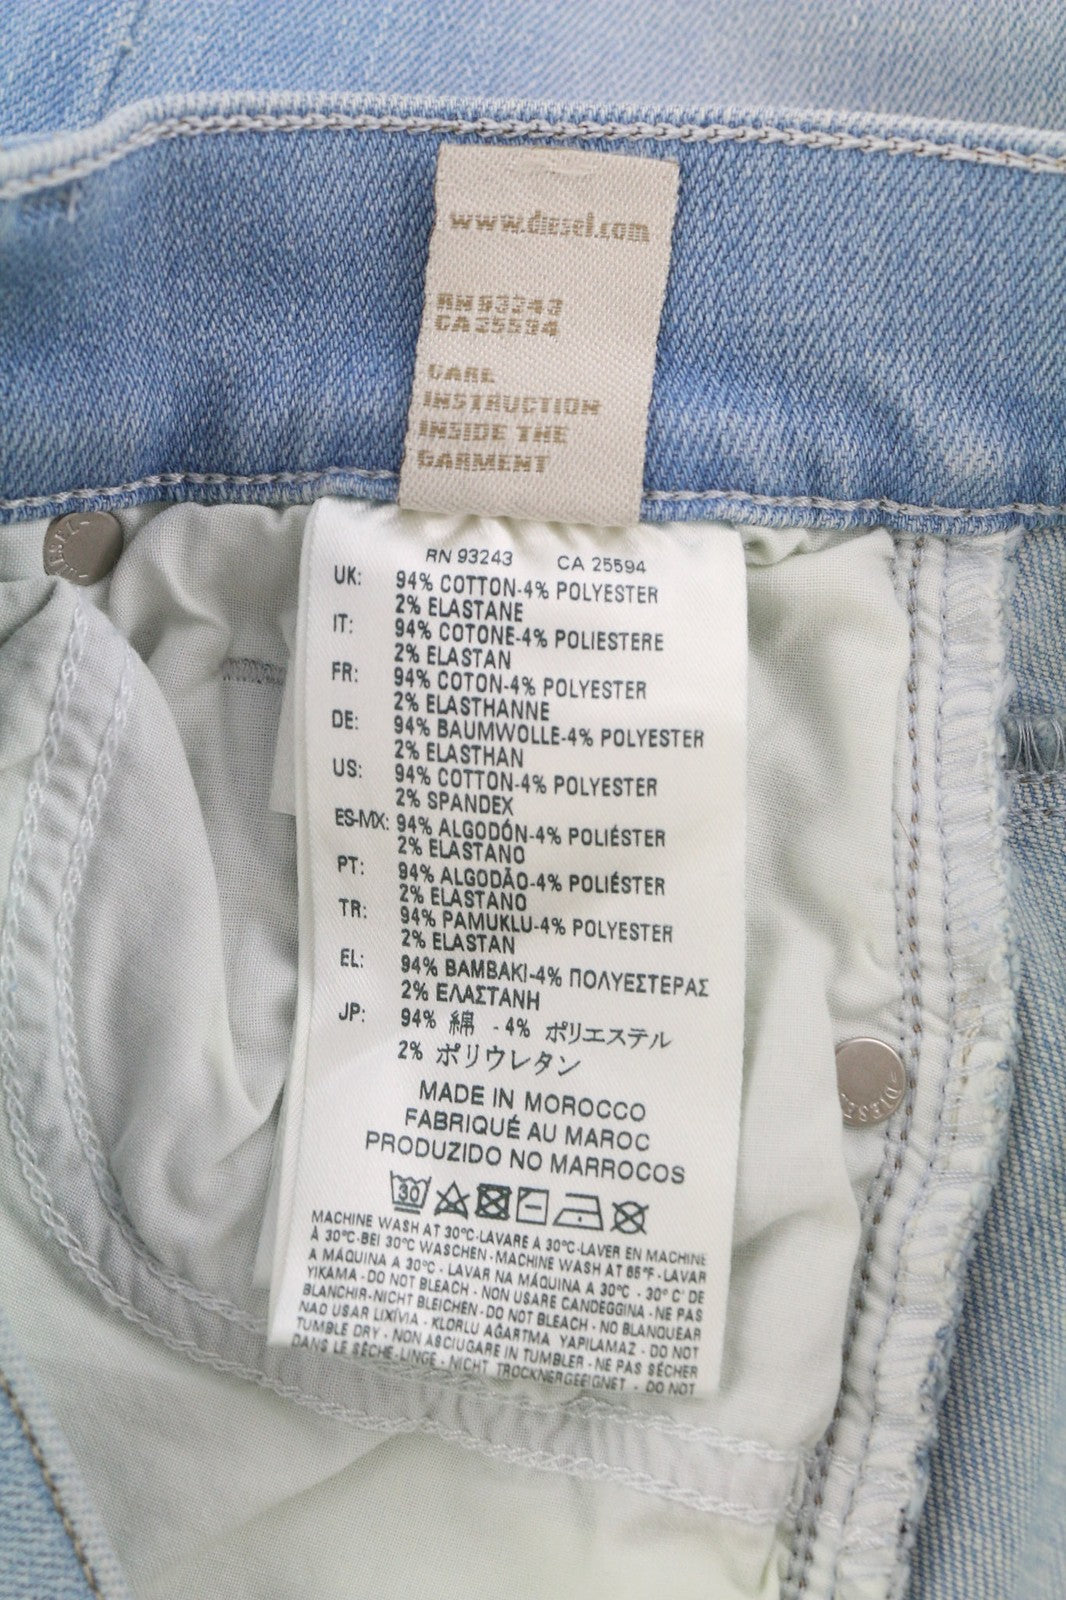 www.diesel.com
RN 93243
CA 25594
CARE
INSTRUCTION
INSIDE THE
GARMENT
DIESEL
RN 93243 CA 25594
UK: 94% COTTON-4% POLYESTER
2% ELASTANE
IT: 94% COTONE-4% POLIESTERE
2% ELASTAN
FR: 94% COTON-4% POLYESTER
2% ELASTHANNE
DE: 94% BAUMWOLLE-4% POLYESTER
2% ELASTHAN
US: 94% COTTON-4% POLYESTER
2% SPANDEX
ES-MX: 94% ALGODÓN-4% POLIÉSTER
2% ELASTANO
PT: 94% ALGODÃO-4% POLIÉSTER
2% ELASTANO
TR: 94% PAMUKLU-4% POLYESTER
2% ELASTAN
EL: 94% BAMBAKI-4% ΠΟΛΥΕΣΤΕΡΑΣ
2% ΕΛΑΣΤΑΝΗ
JP: 94% 綿 - 4% ポリエステル
2% ポリウレタン
MADE IN MOROCCO
FABRIQUÉ AU MAROC
PRODUZIDO NO MARROCOS
30
MACHINE WASH AT 30°C-LAVARE A 30°C-LAVER EN MACHINE
À 30°C-BEI 30°C WASCHEN-MACHINE WASH AT 85°F-LAVAR
A MÁQUINA A 30°C - LAVAR NA MÁQUINA A 30°C - 30° C' DE
YIKAMA - DO NOT BLEACH - NON USARE CANDEGGINA - NE PAS
BLANCHIR-NICHT BLEICHEN - DO NOT BLEACH - NO BLANQUEAR
NAO USAR LIXÍVIA - KLORLU AĞARTMA YAPILAMAZ - DO NOT
TUMBLE DRY - NON ASCIUGARE IN TUMBLER - NE PAS SÉCHER
DANS LE SÈCHE-LINGE - NICHT TROCKNERGEEIGNET - DO NOT
DIESEL